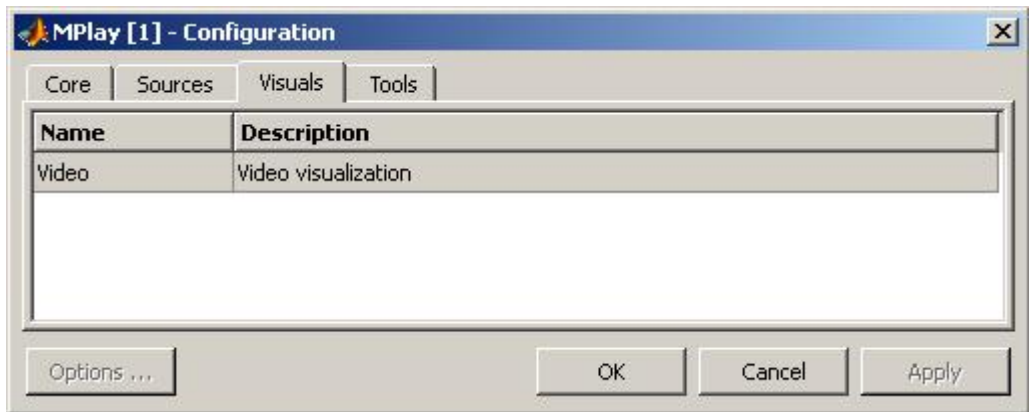 MPlay [1] - Configuration
Core Sources Visuals Tools
Name Description
Video Video visualization
Options ... OK Cancel Apply